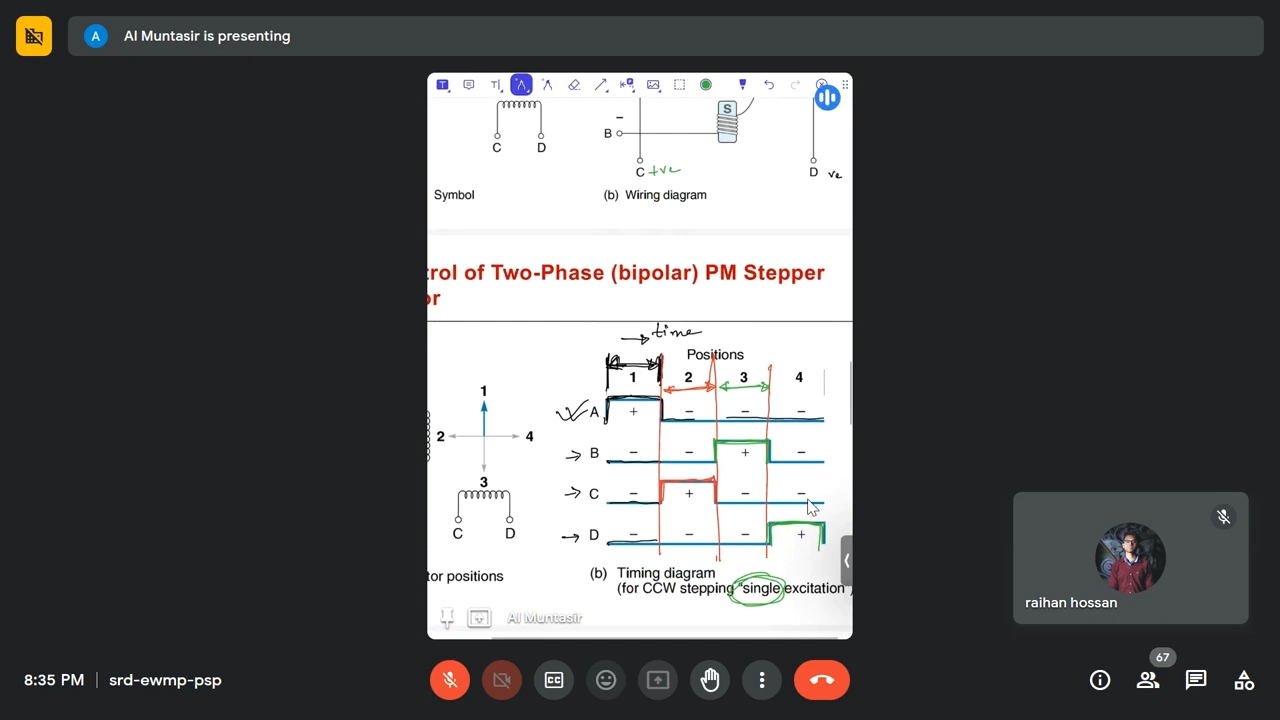 A Al Muntasir is presenting
S
C D
−
B
C +ve
D ve
Symbol (b) Wiring diagram
trol of Two-Phase (bipolar) PM Stepper
or
→ time
Positions
1 2 3 4
A + − − −
→ B − − + −
→ C − + − −
→ D − − − +
1
2 4
3
C D
tor positions
(b) Timing diagram
(for CCW stepping "single excitation
Al Muntasir
raihan hossan
8:35 PM | srd-ewmp-psp
CC
67